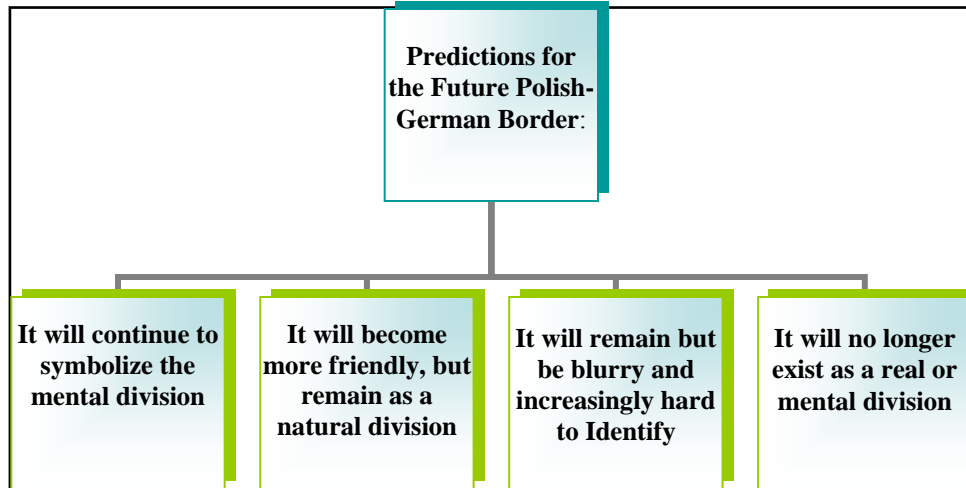 Predictions for
the Future Polish-
German Border:
It will continue to
symbolize the
mental division
It will become
more friendly, but
remain as a
natural division
It will remain but
be blurry and
increasingly hard
to Identify
It will no longer
exist as a real or
mental division